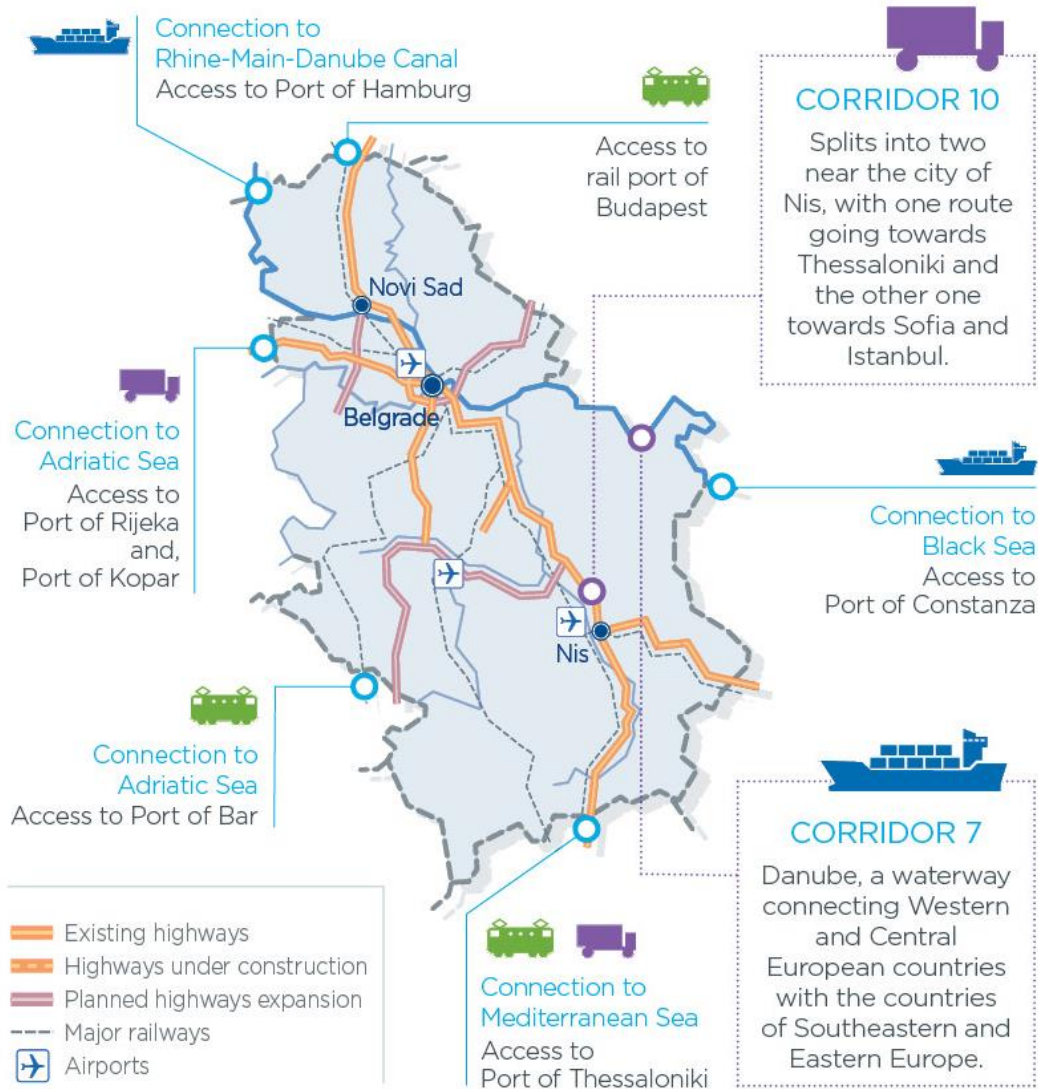 Connection to
Rhine-Main-Danube Canal
Access to Port of Hamburg
Access to
rail port of
Budapest
CORRIDOR 10
Splits into two
near the city of
Nis, with one route
going towards
Thessaloniki and
the other one
towards Sofia and
Istanbul.
Novi Sad
Belgrade
Nis
Connection to
Adriatic Sea
Access to
Port of Rijeka
and,
Port of Kopar
Connection to
Black Sea
Access to
Port of Constanza
Connection to
Adriatic Sea
Access to Port of Bar
CORRIDOR 7
Danube, a waterway
connecting Western
and Central
European countries
with the countries
of Southeastern and
Eastern Europe.
Existing highways
Highways under construction
Planned highways expansion
Major railways
Airports
Connection to
Mediterranean Sea
Access to
Port of Thessaloniki